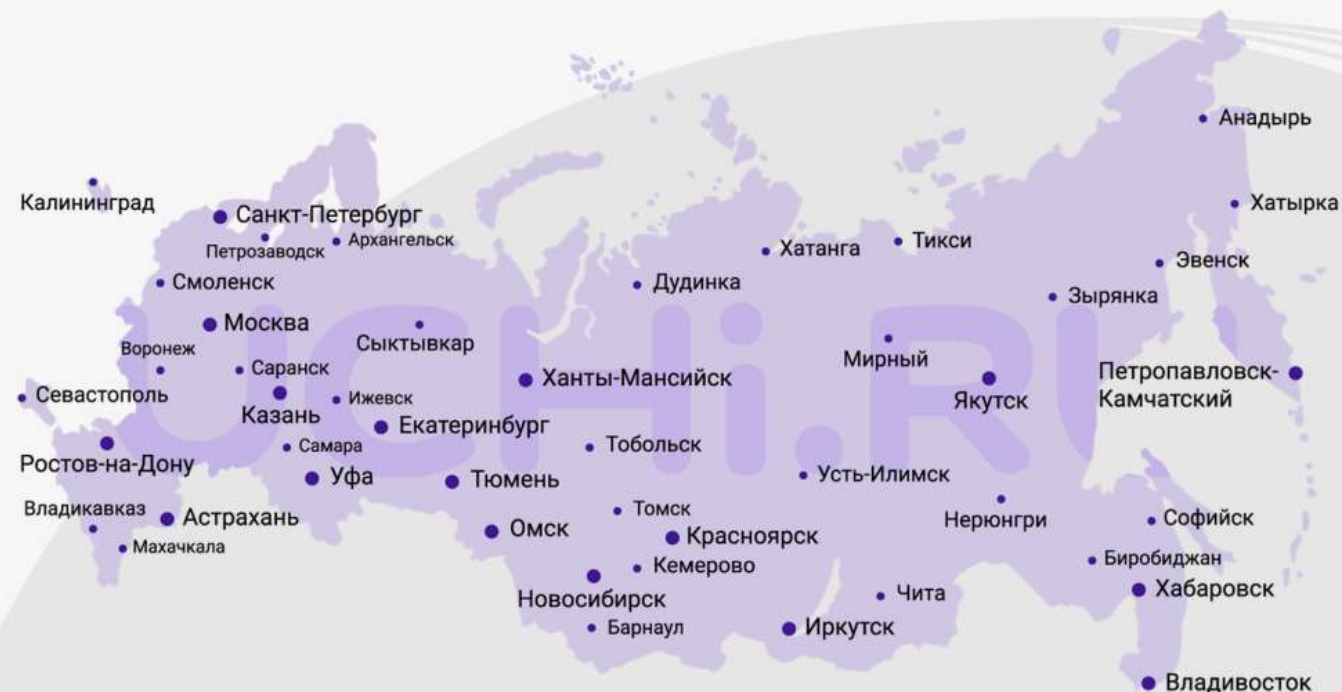 Анадырь
Калининград
Хатырка
Санкт-Петербург
Петрозаводск
Архангельск
Хатанга
Тикси
Эвенск
Смоленск
Дудинка
Зырянка
UCHi.RU
Москва
Воронеж
Саранск
Сыктывкар
Мирный
Севастополь
Казань
Ижевск
Ханты-Мансийск
Якутск
Петропавловск-
Камчатский
Ростов-на-Дону
Самара
Екатеринбург
Тобольск
Уфа
Тюмень
Усть-Илимск
Владикавказ
Астрахань
Томск
Нерюнгри
Софийск
Махачкала
Омск
Красноярск
Биробиджан
Кемерово
Хабаровск
Новосибирск
Чита
Барнаул
Иркутск
Владивосток